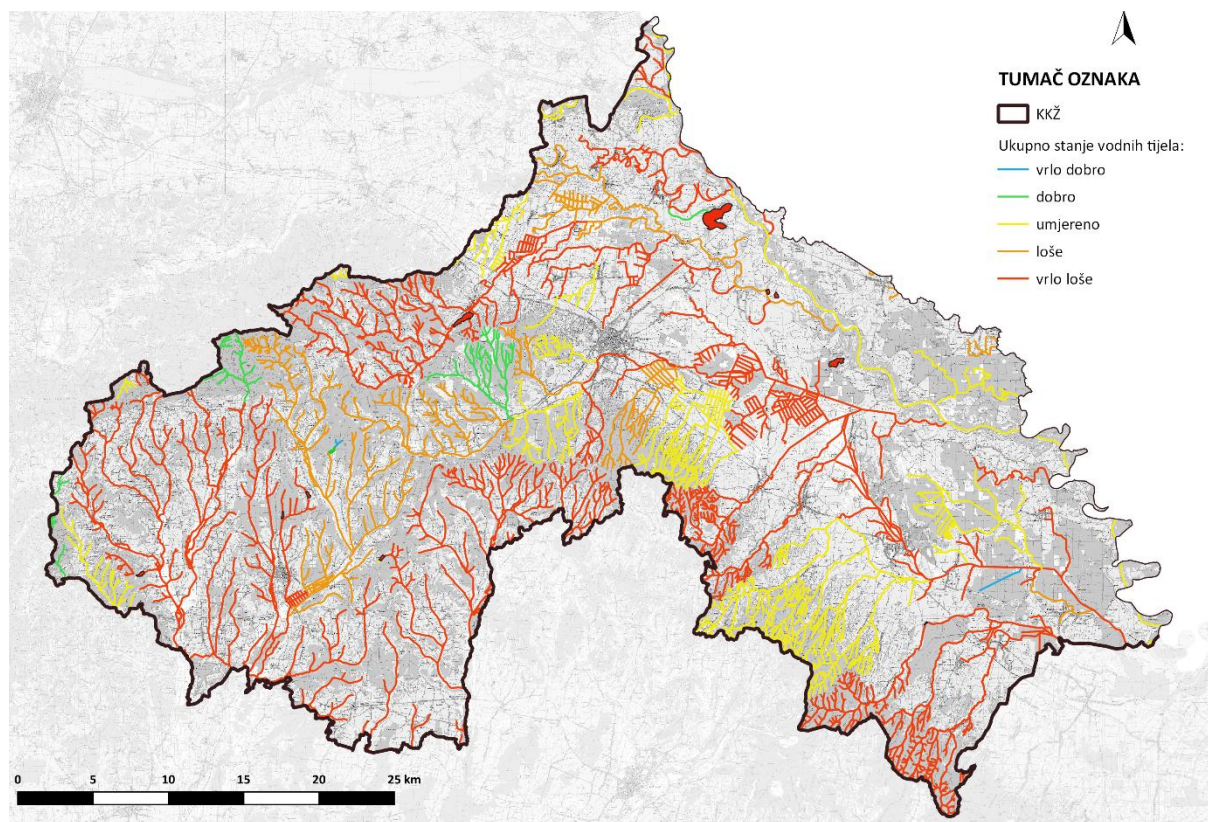 TUMAČ OZNAKA
KKŽ
Ukupno stanje vodnih tijela:
vrlo dobro
dobro
umjereno
loše
vrlo loše
0 5 10 15 20 25 km